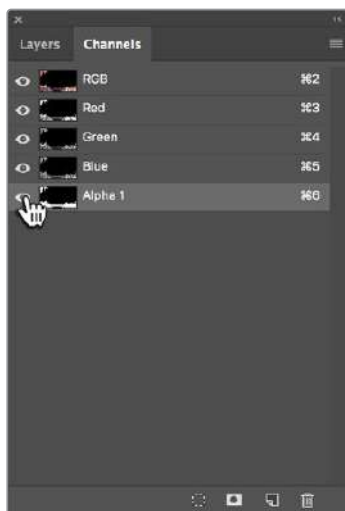 Layers Channels
RGB ⌘2
Red ⌘3
Green ⌘4
Blue ⌘5
Alpha 1 ⌘6